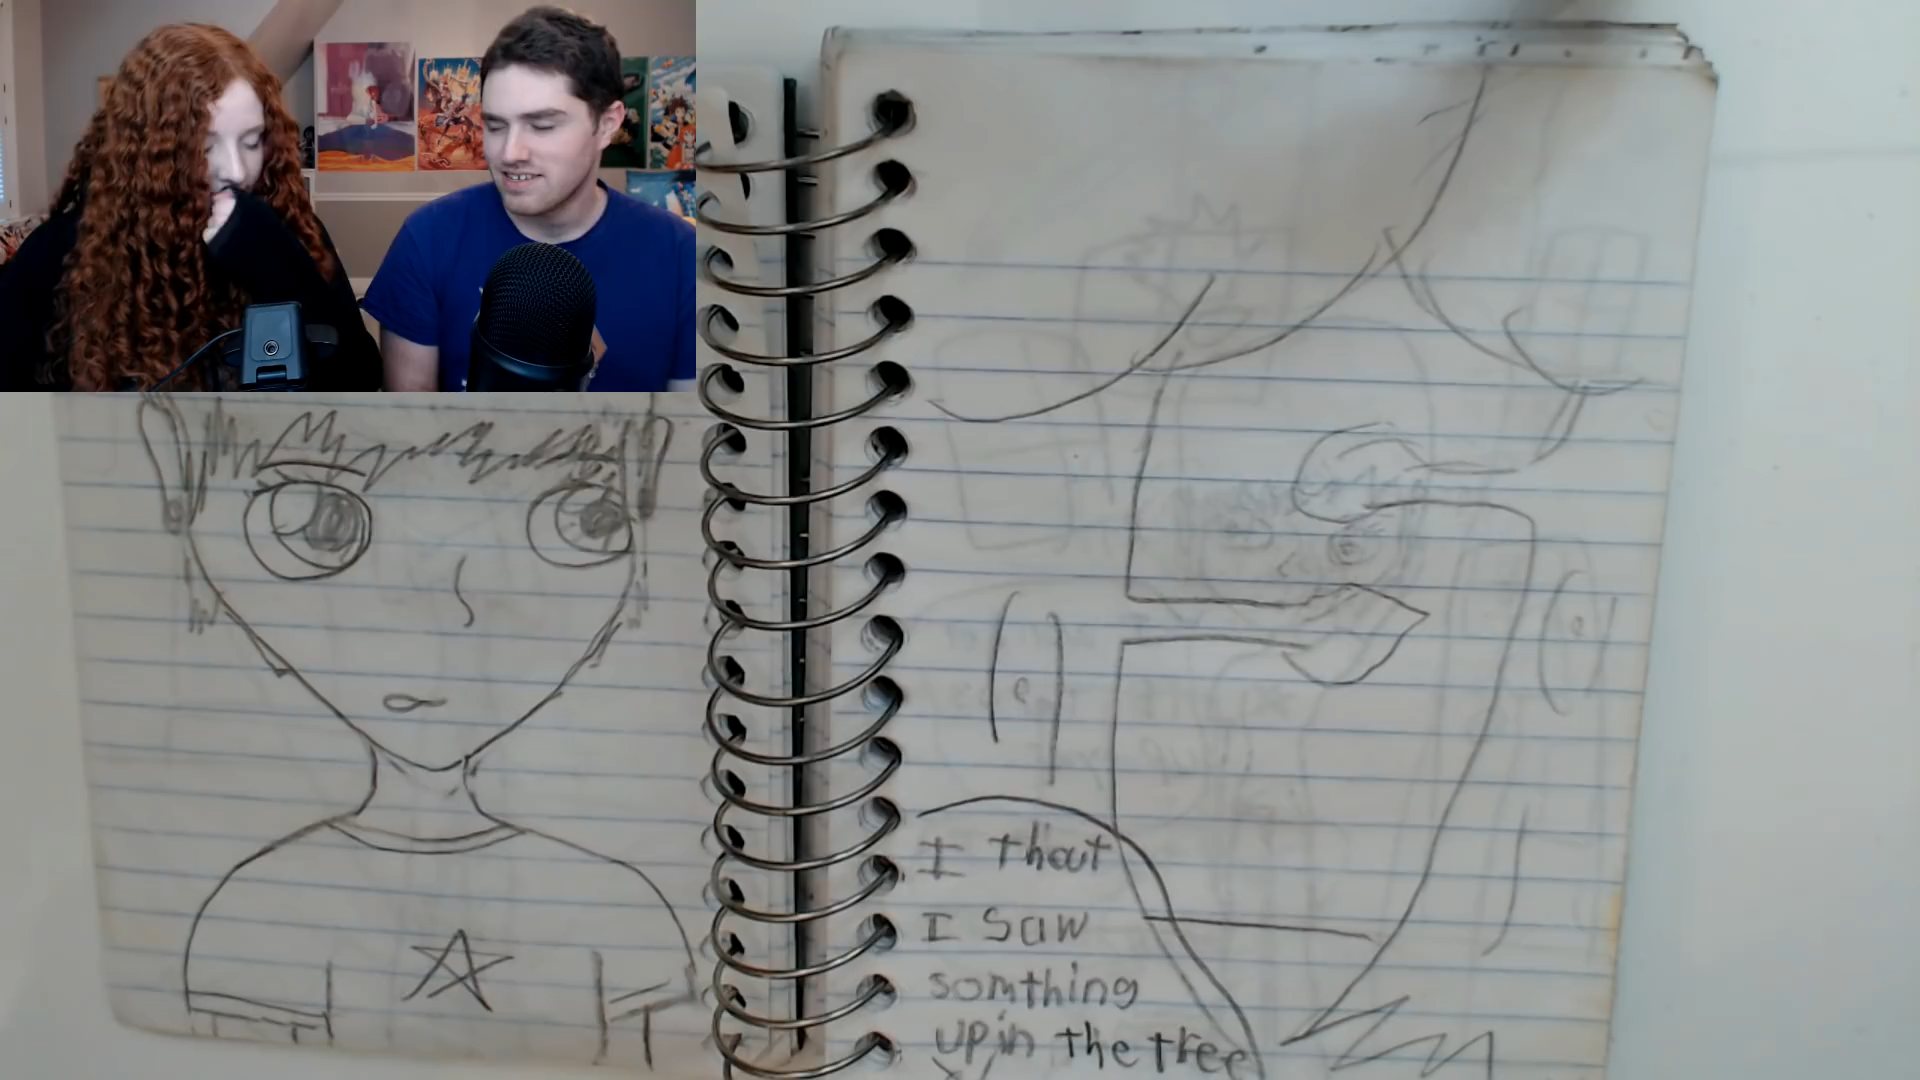 I thout
I Saw
somthing
up in the tree